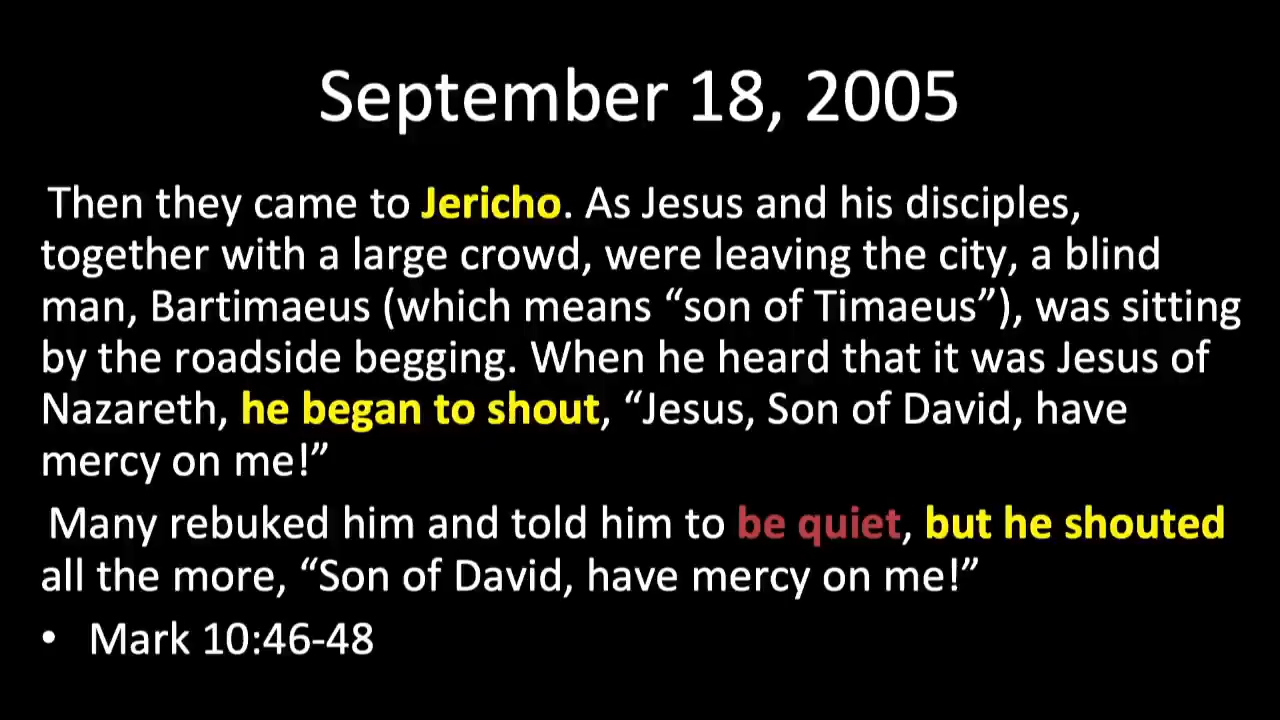 September 18, 2005
Then they came to Jericho. As Jesus and his disciples,
together with a large crowd, were leaving the city, a blind
man, Bartimaeus (which means “son of Timaeus”), was sitting
by the roadside begging. When he heard that it was Jesus of
Nazareth, he began to shout, “Jesus, Son of David, have
mercy on me!”
Many rebuked him and told him to be quiet, but he shouted
all the more, “Son of David, have mercy on me!”
• Mark 10:46-48